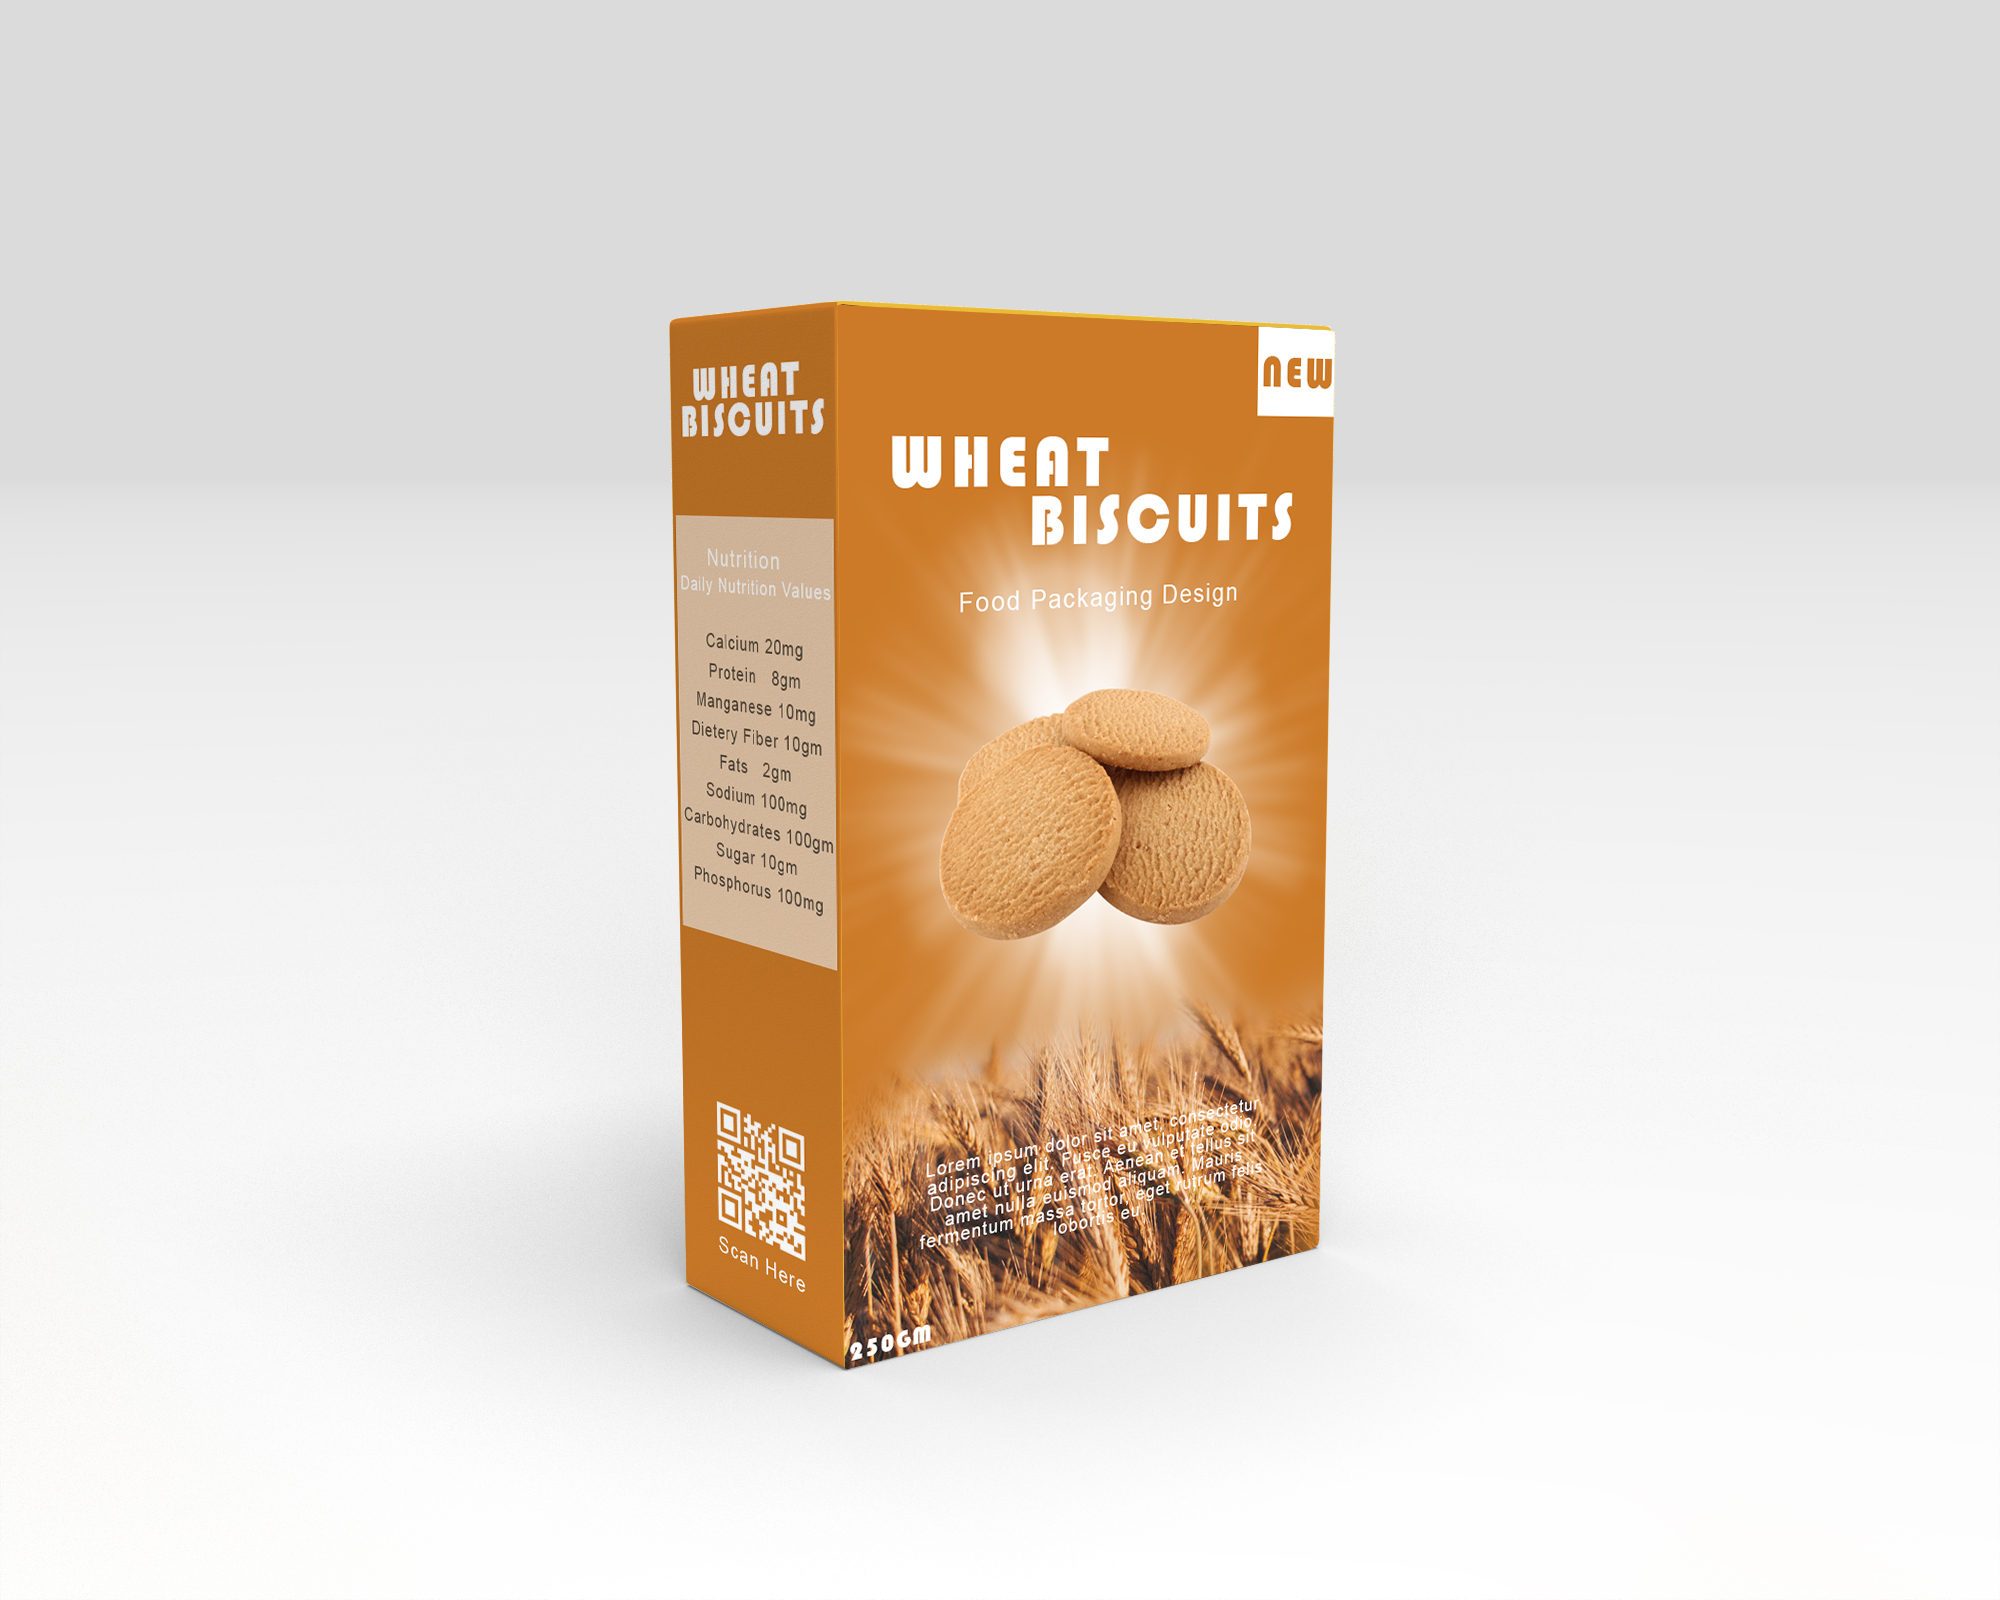 WHEAT
BISCUITS
Nutrition
Daily Nutrition Values
Calcium 20mg
Protein 8gm
Manganese 10mg
Dietery Fiber 10gm
Fats 2gm
Sodium 100mg
Carbohydrates 100gm
Sugar 10gm
Phosphorus 100mg
Scan Here
NEW
WHEAT
BISCUITS
Food Packaging Design
Lorem ipsum dolor sit amet, consectetur
adipiscing elit. Fusce eu vulputate odio.
Donec ut urna erat. Aenean et tellus sit
amet nulla euismod aliquam. Mauris
fermentum massa tortor, eget rutrum felis
lobortis eu.
250GM